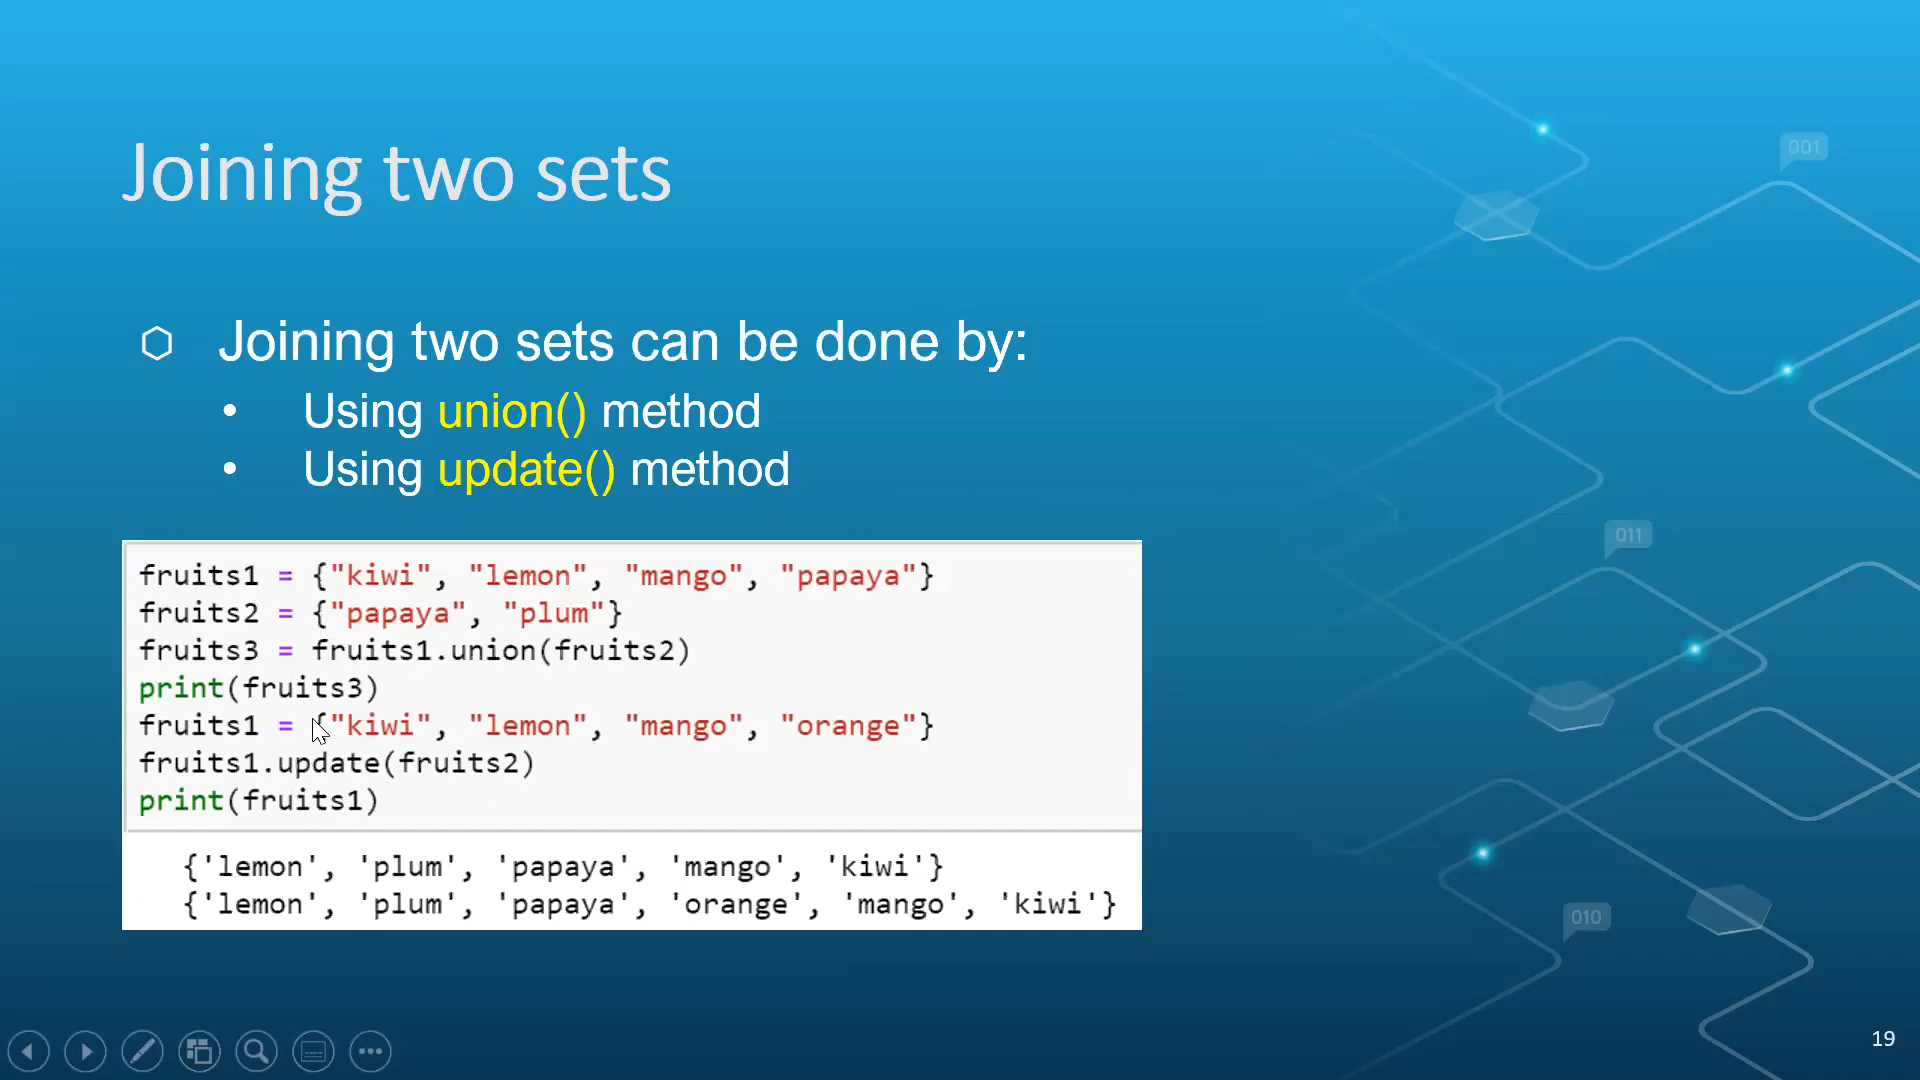 Joining two sets
Joining two sets can be done by:
• Using union() method
• Using update() method
fruits1 = {"kiwi", "lemon", "mango", "papaya"}
fruits2 = {"papaya", "plum"}
fruits3 = fruits1.union(fruits2)
print(fruits3)
fruits1 = {"kiwi", "lemon", "mango", "orange"}
fruits1.update(fruits2)
print(fruits1)
{'lemon', 'plum', 'papaya', 'mango', 'kiwi'}
{'lemon', 'plum', 'papaya', 'orange', 'mango', 'kiwi'}
001
011
010
19